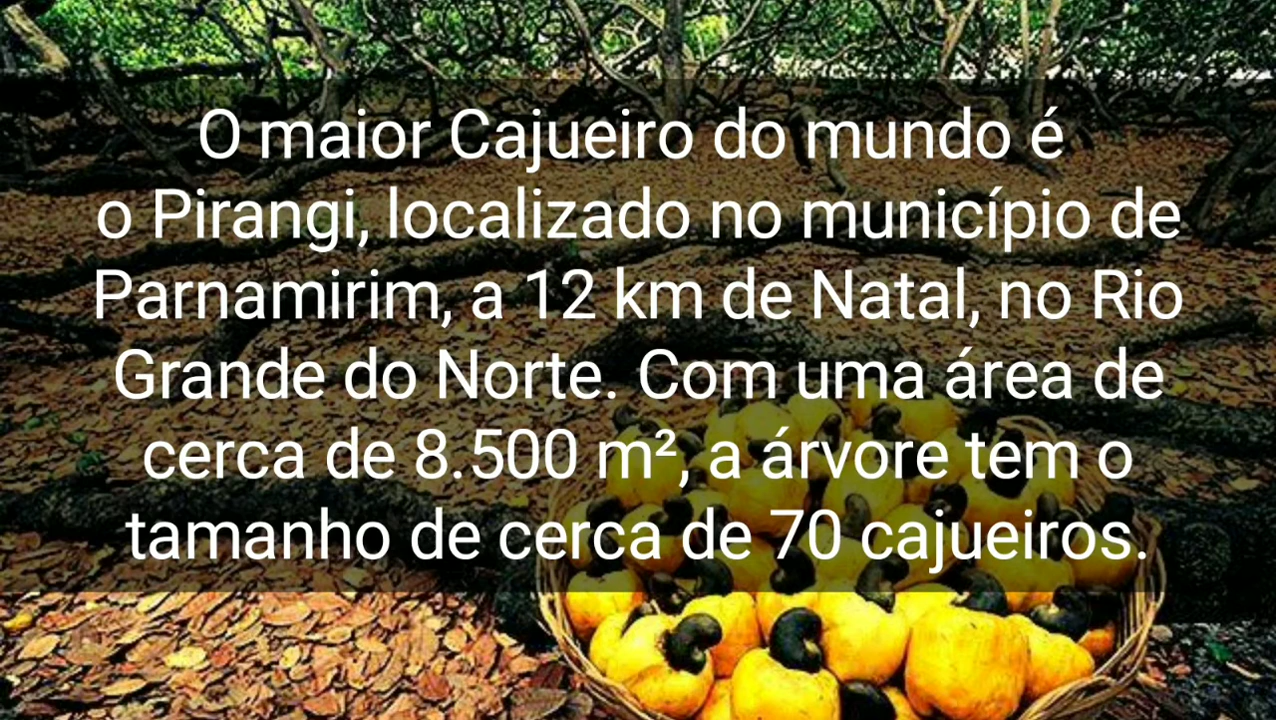 O maior Cajueiro do mundo é
o Pirangi, localizado no município de
Parnamirim, a 12 km de Natal, no Rio
Grande do Norte. Com uma área de
cerca de 8.500 m², a árvore tem o
tamanho de cerca de 70 cajueiros.